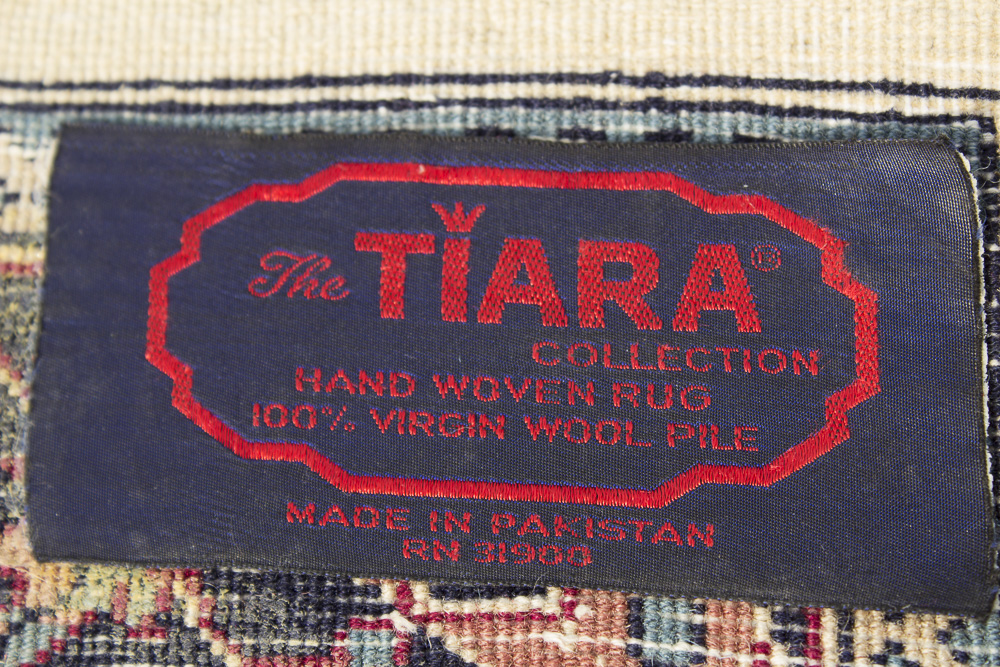 The TIARA®
COLLECTION
HAND WOVEN RUG
100% VIRGIN WOOL PILE
MADE IN PAKISTAN
RN 31900